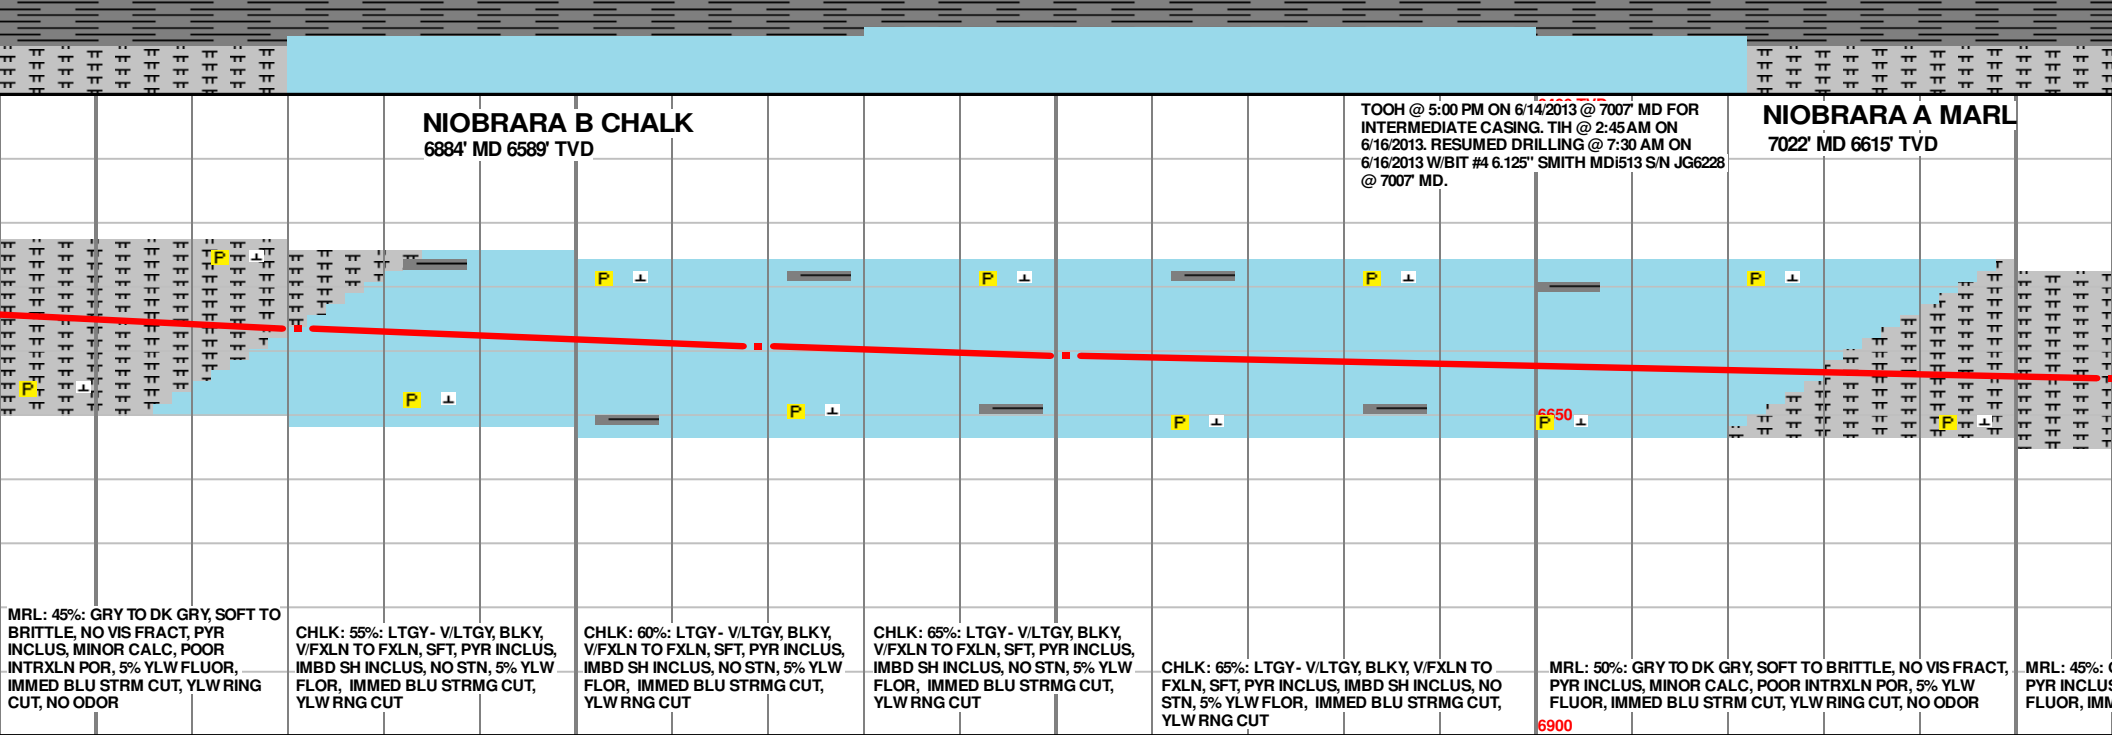 NIOBRARA B CHALK
6884' MD 6589' TVD
TOOH @ 5:00 PM ON 6/14/2013 @ 7007' MD FOR
INTERMEDIATE CASING. TIH @ 2:45 AM ON
6/16/2013. RESUMED DRILLING @ 7:30 AM ON
6/16/2013 W/BIT #4 6.125" SMITH MDi513 S/N JG6228
@ 7007' MD.
NIOBRARA A MARL
7022' MD 6615' TVD
P
P
P
P
P
P
P
P
P
6650
P
P
P
MRL: 45%: GRY TO DK GRY, SOFT TO
BRITTLE, NO VIS FRACT, PYR
INCLUS, MINOR CALC, POOR
INTRXLN POR, 5% YLW FLUOR,
IMMED BLU STRM CUT, YLW RING
CUT, NO ODOR
CHLK: 55%: LTGY- V/LTGY, BLKY,
V/FXLN TO FXLN, SFT, PYR INCLUS,
IMBD SH INCLUS, NO STN, 5% YLW
FLOR, IMMED BLU STRMG CUT,
YLW RNG CUT
CHLK: 60%: LTGY- V/LTGY, BLKY,
V/FXLN TO FXLN, SFT, PYR INCLUS,
IMBD SH INCLUS, NO STN, 5% YLW
FLOR, IMMED BLU STRMG CUT,
YLW RNG CUT
CHLK: 65%: LTGY- V/LTGY, BLKY,
V/FXLN TO FXLN, SFT, PYR INCLUS,
IMBD SH INCLUS, NO STN, 5% YLW
FLOR, IMMED BLU STRMG CUT,
YLW RNG CUT
CHLK: 65%: LTGY- V/LTGY, BLKY, V/FXLN TO
FXLN, SFT, PYR INCLUS, IMBD SH INCLUS, NO
STN, 5% YLW FLOR, IMMED BLU STRMG CUT,
YLW RNG CUT
MRL: 50%: GRY TO DK GRY, SOFT TO BRITTLE, NO VIS FRACT,
PYR INCLUS, MINOR CALC, POOR INTRXLN POR, 5% YLW
FLUOR, IMMED BLU STRM CUT, YLW RING CUT, NO ODOR
6900
MRL: 45%:
PYR INCLUS
FLUOR, IMM